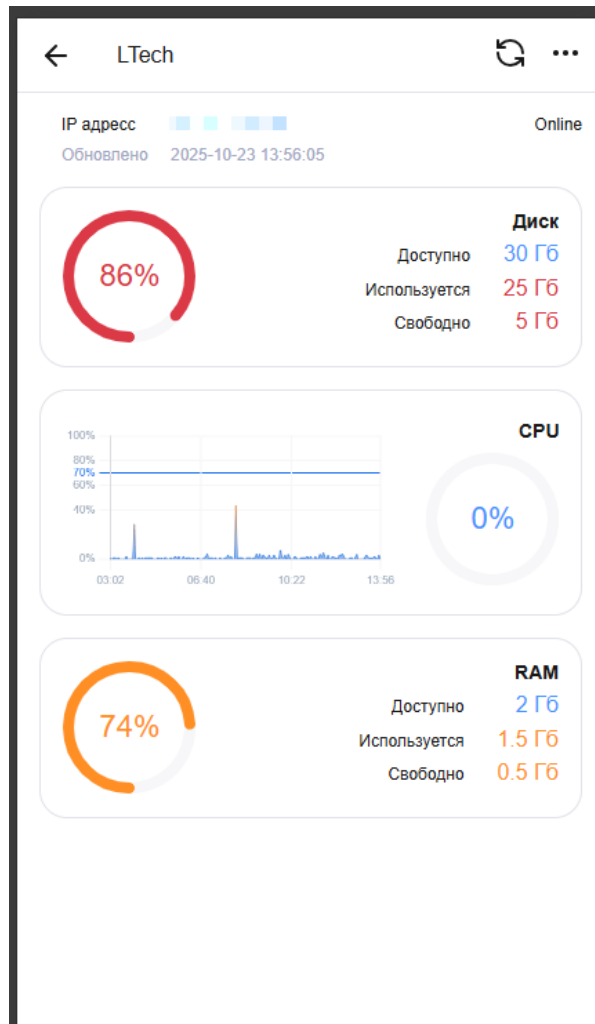 LTech
IP адресс Online
Обновлено 2025-10-23 13:56:05
86%
Диск
Доступно 30 Гб
Используется 25 Гб
Свободно 5 Гб
CPU
100%
80%
70%
60%
40%
0%
03:02 06:40 10:22 13:56
0%
74%
RAM
Доступно 2 Гб
Используется 1.5 Гб
Свободно 0.5 Гб